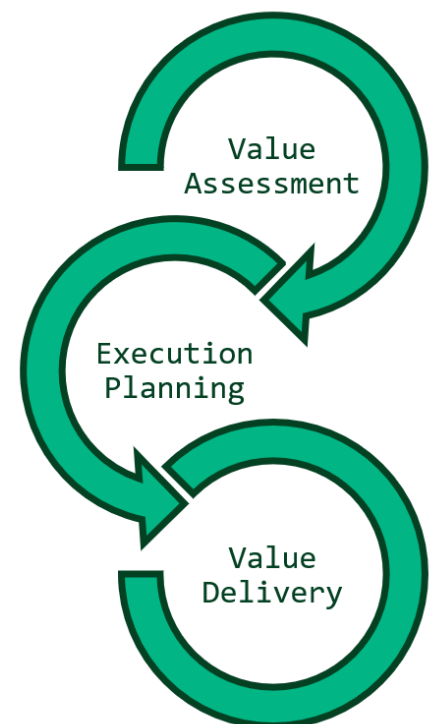 Value
Assessment
Execution
Planning
Value
Delivery